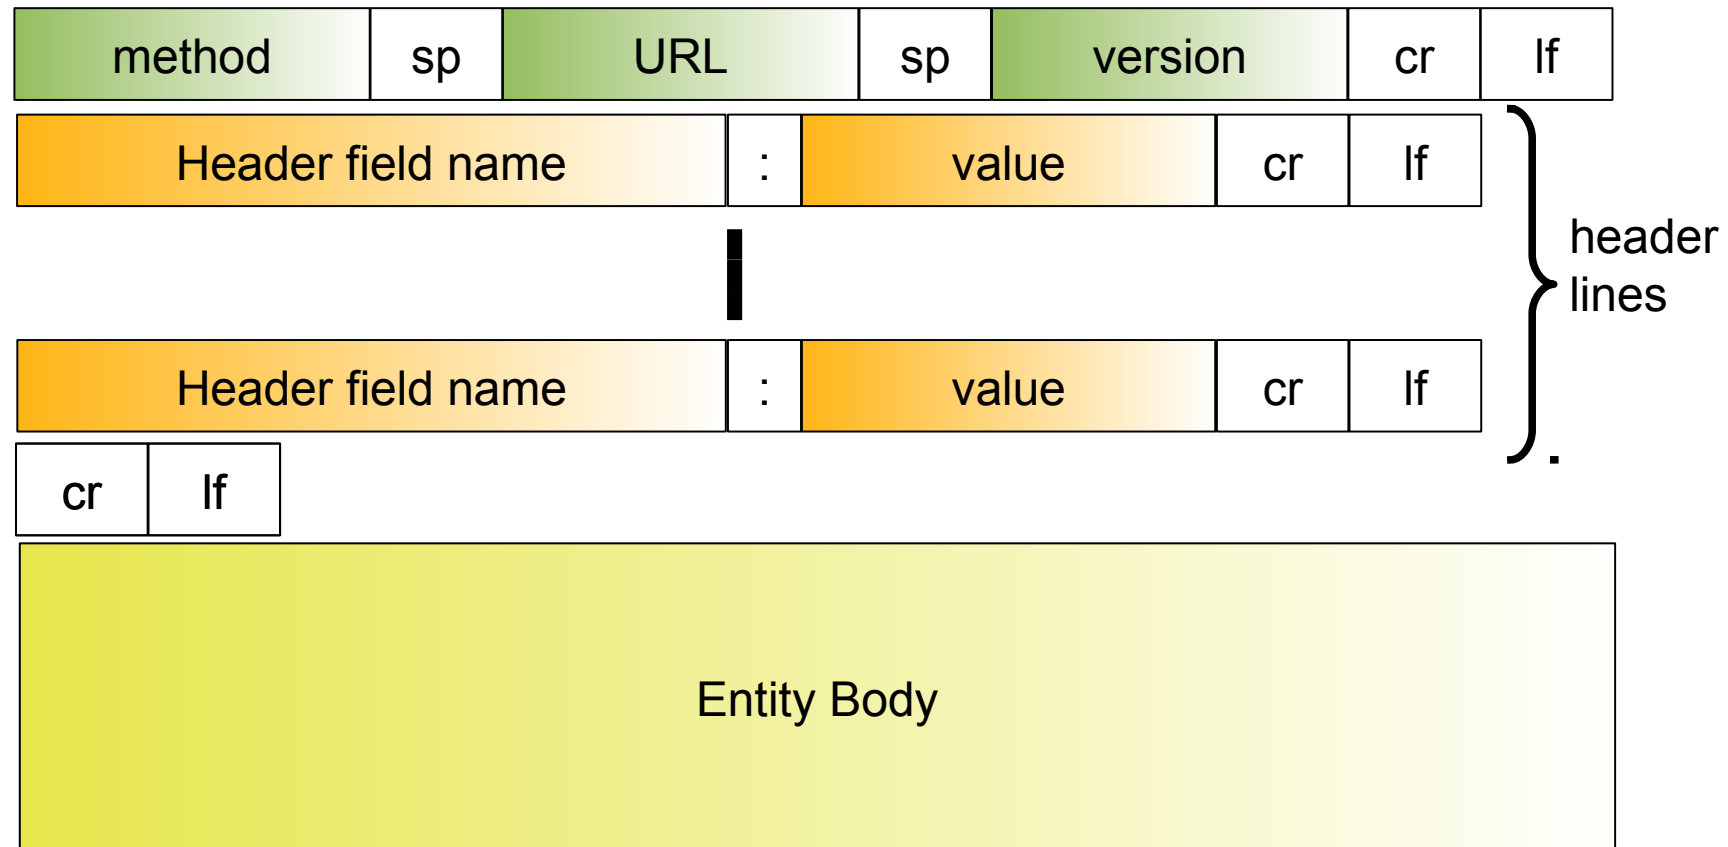 method sp URL sp version cr lf
Header field name : value cr lf
header
lines
Header field name : value cr lf
cr lf
Entity Body